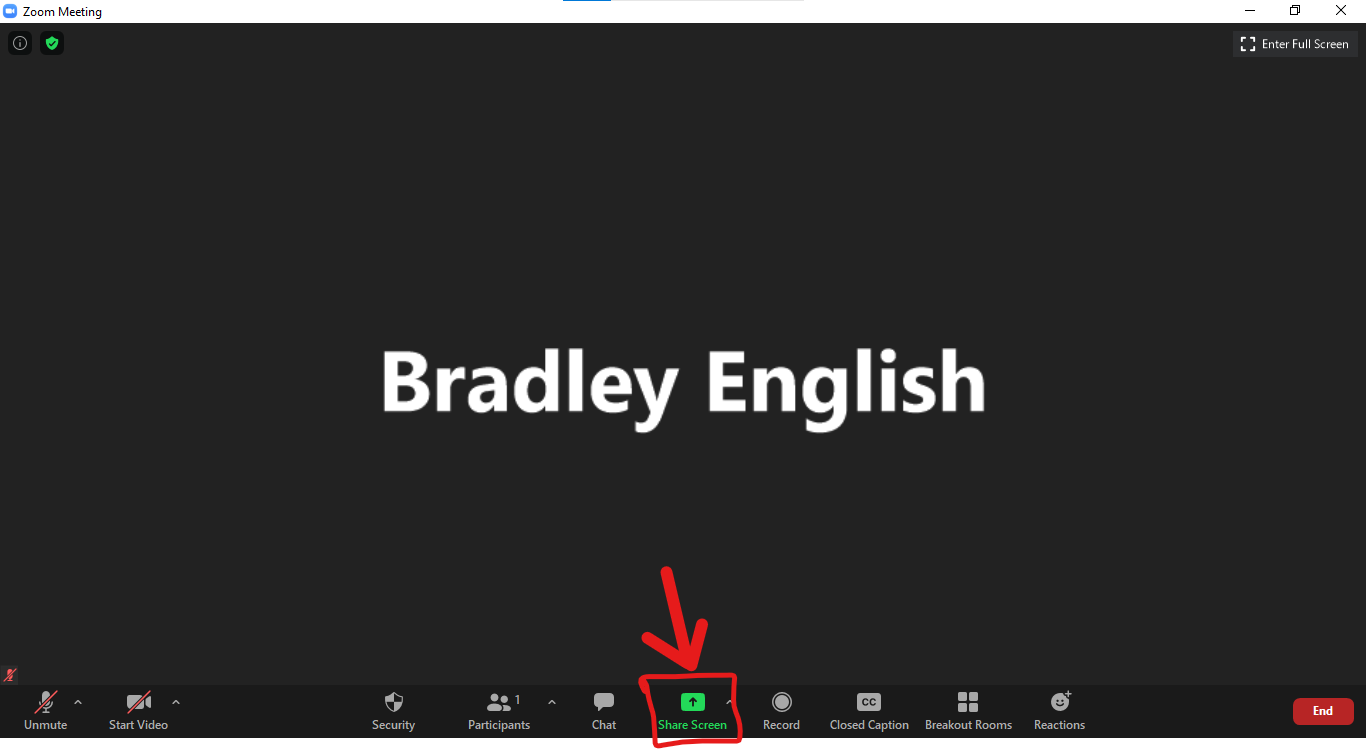 Zoom Meeting
Enter Full Screen
Bradley English
1
CC
Unmute
Start Video
Security
Participants
Chat
Share Screen
Record
Closed Caption
Breakout Rooms
Reactions
End